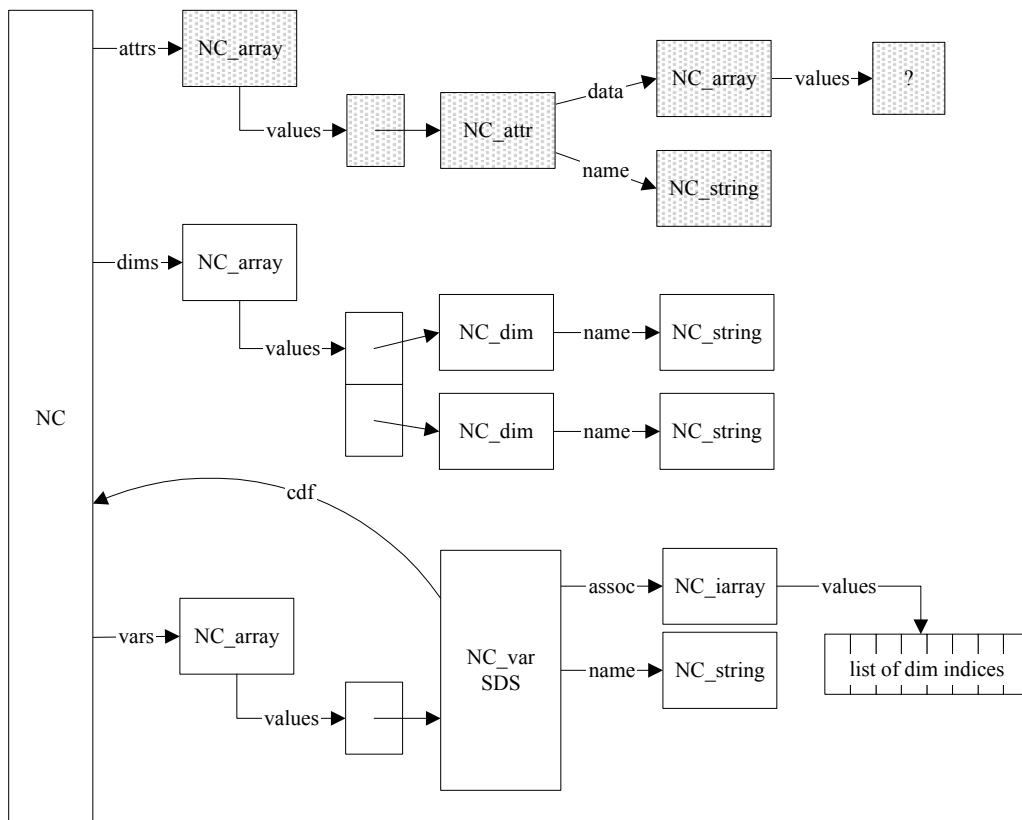 attrs
NC_array
values
NC_attr
data
NC_array
values
?
name
NC_string
dims
NC_array
values
NC_dim
name
NC_string
NC_dim
name
NC_string
NC
cdf
vars
NC_array
values
NC_var
SDS
assoc
NC_iarray
values
list of dim indices
name
NC_string